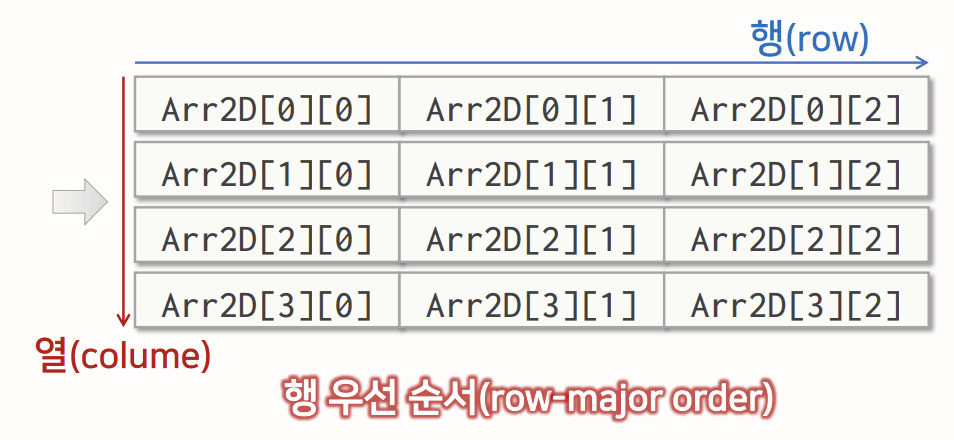 행(row)
Arr2D[0][0] Arr2D[0][1] Arr2D[0][2]
Arr2D[1][0] Arr2D[1][1] Arr2D[1][2]
Arr2D[2][0] Arr2D[2][1] Arr2D[2][2]
Arr2D[3][0] Arr2D[3][1] Arr2D[3][2]
열(colume)
행 우선 순서(row-major order)